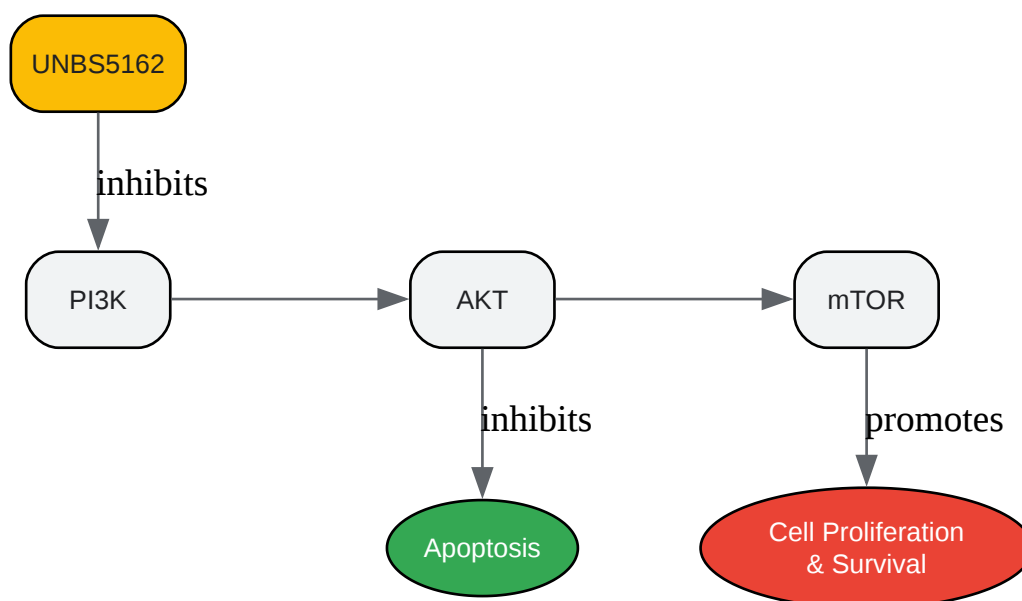 UNBS5162
inhibits
PI3K
AKT
mTOR
inhibits
promotes
Apoptosis
Cell Proliferation
& Survival